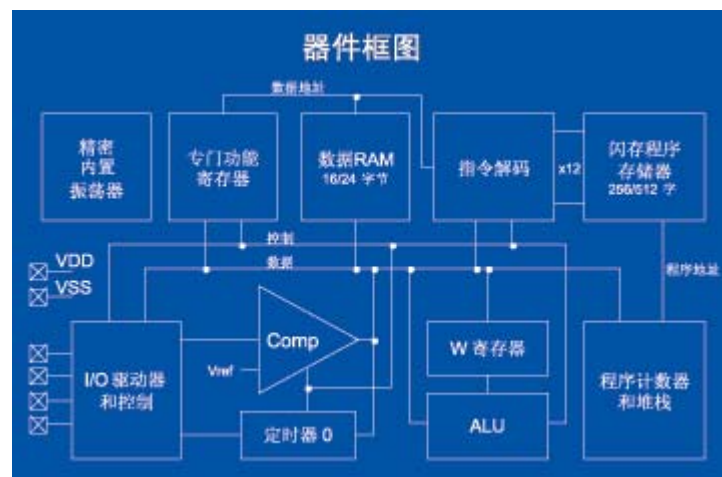 器件框图
数据地址
精密
内置
振荡器
专门功能
寄存器
数据RAM
16/24 字节
指令解码
x12
闪存程序
存储器
256/512 字
控制
数据
程序地址
VDD
VSS
I/O 驱动器
和控制
Comp
Vref
定时器 0
W 寄存器
ALU
程序计数器
和堆栈